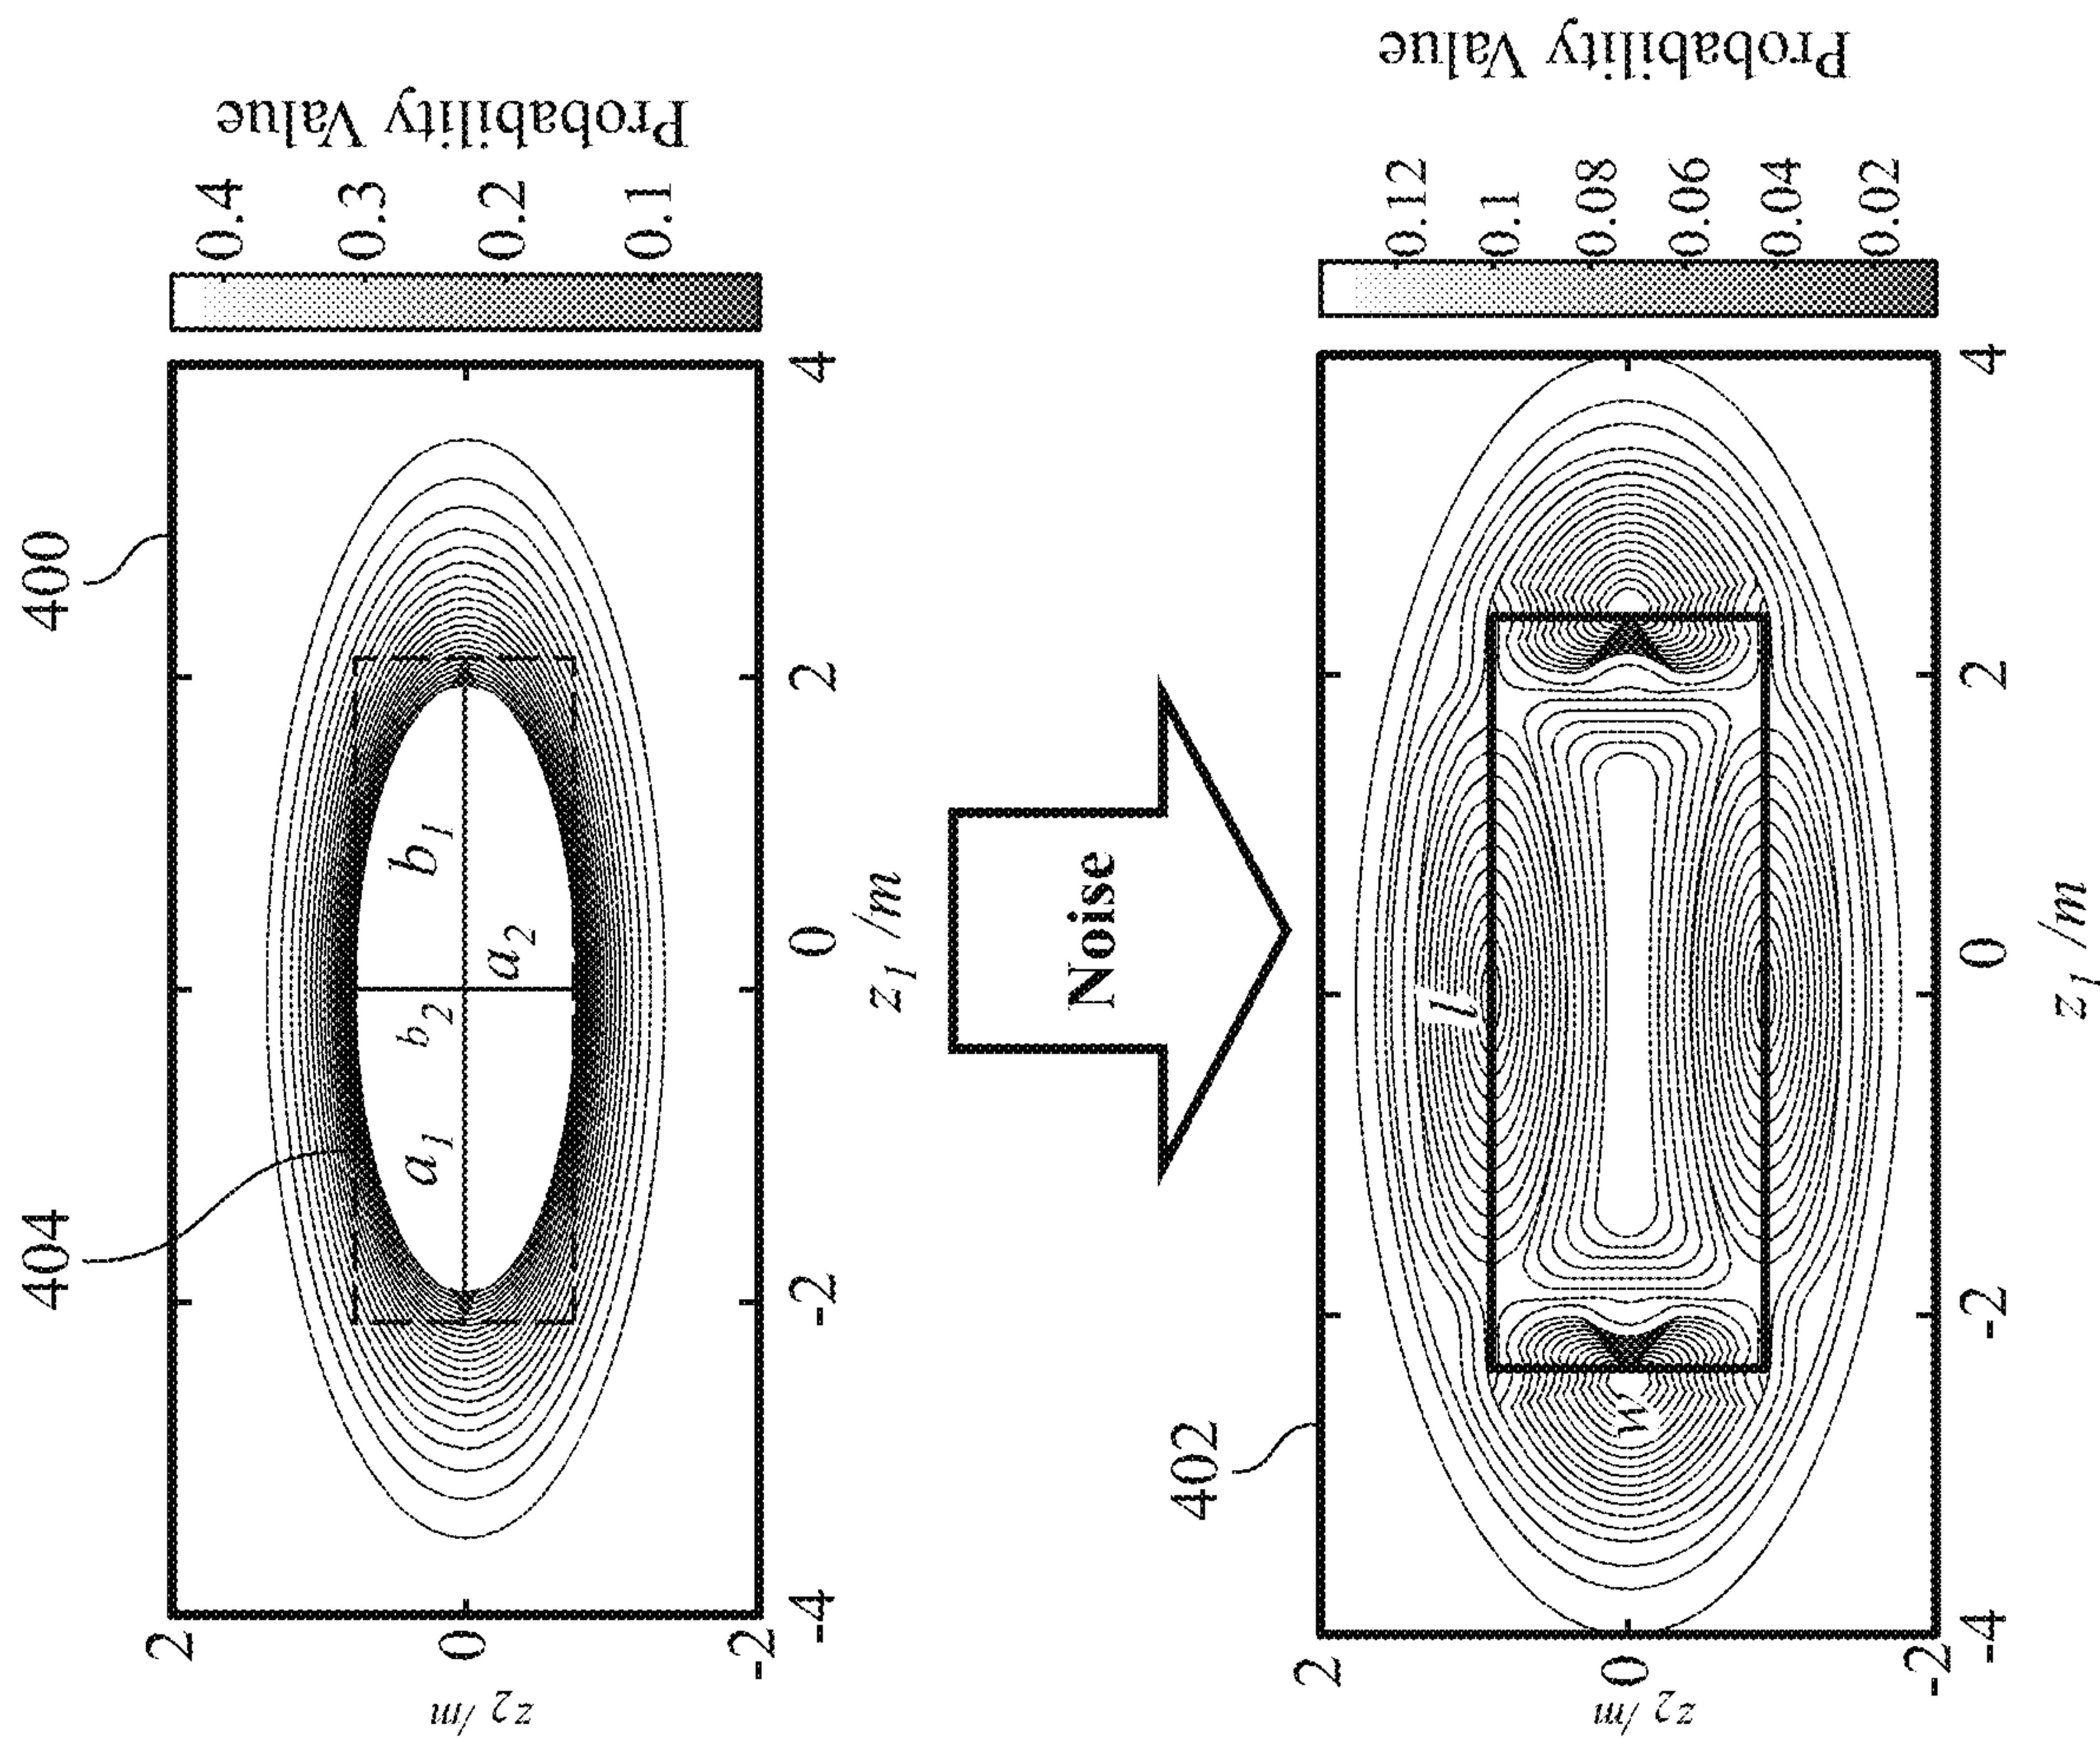 400
404
a₁
b₂
a₂
b₁
2
0
-2
z₂ /m
-4
-2
0
2
4
z₁ /m
0.4
0.3
0.2
0.1
Probability Value
Noise
402
l
w
2
0
-2
z₂ /m
-4
-2
0
2
4
z₁ /m
0.12
0.1
0.08
0.06
0.04
0.02
Probability Value